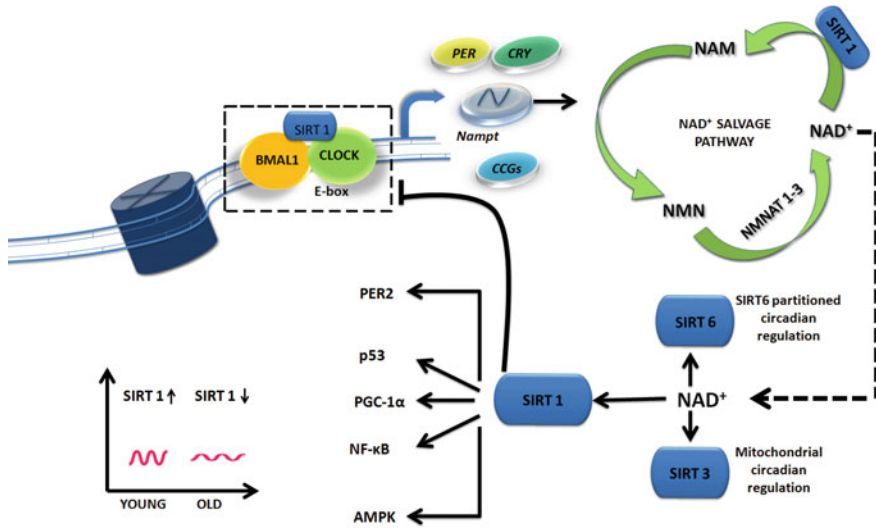 PER
CRY
SIRT 1
BMAL1
CLOCK
E-box
Nampt
CCGs
NAM
SIRT 1
NAD⁺ SALVAGE
PATHWAY
NAD⁺
NMN
NMNAT 1-3
PER2
p53
PGC-1α
NF-κB
AMPK
SIRT 1
NAD⁺
SIRT 6
SIRT6 partitioned
circadian
regulation
SIRT 3
Mitochondrial
circadian
regulation
SIRT 1↑ SIRT 1↓
YOUNG OLD